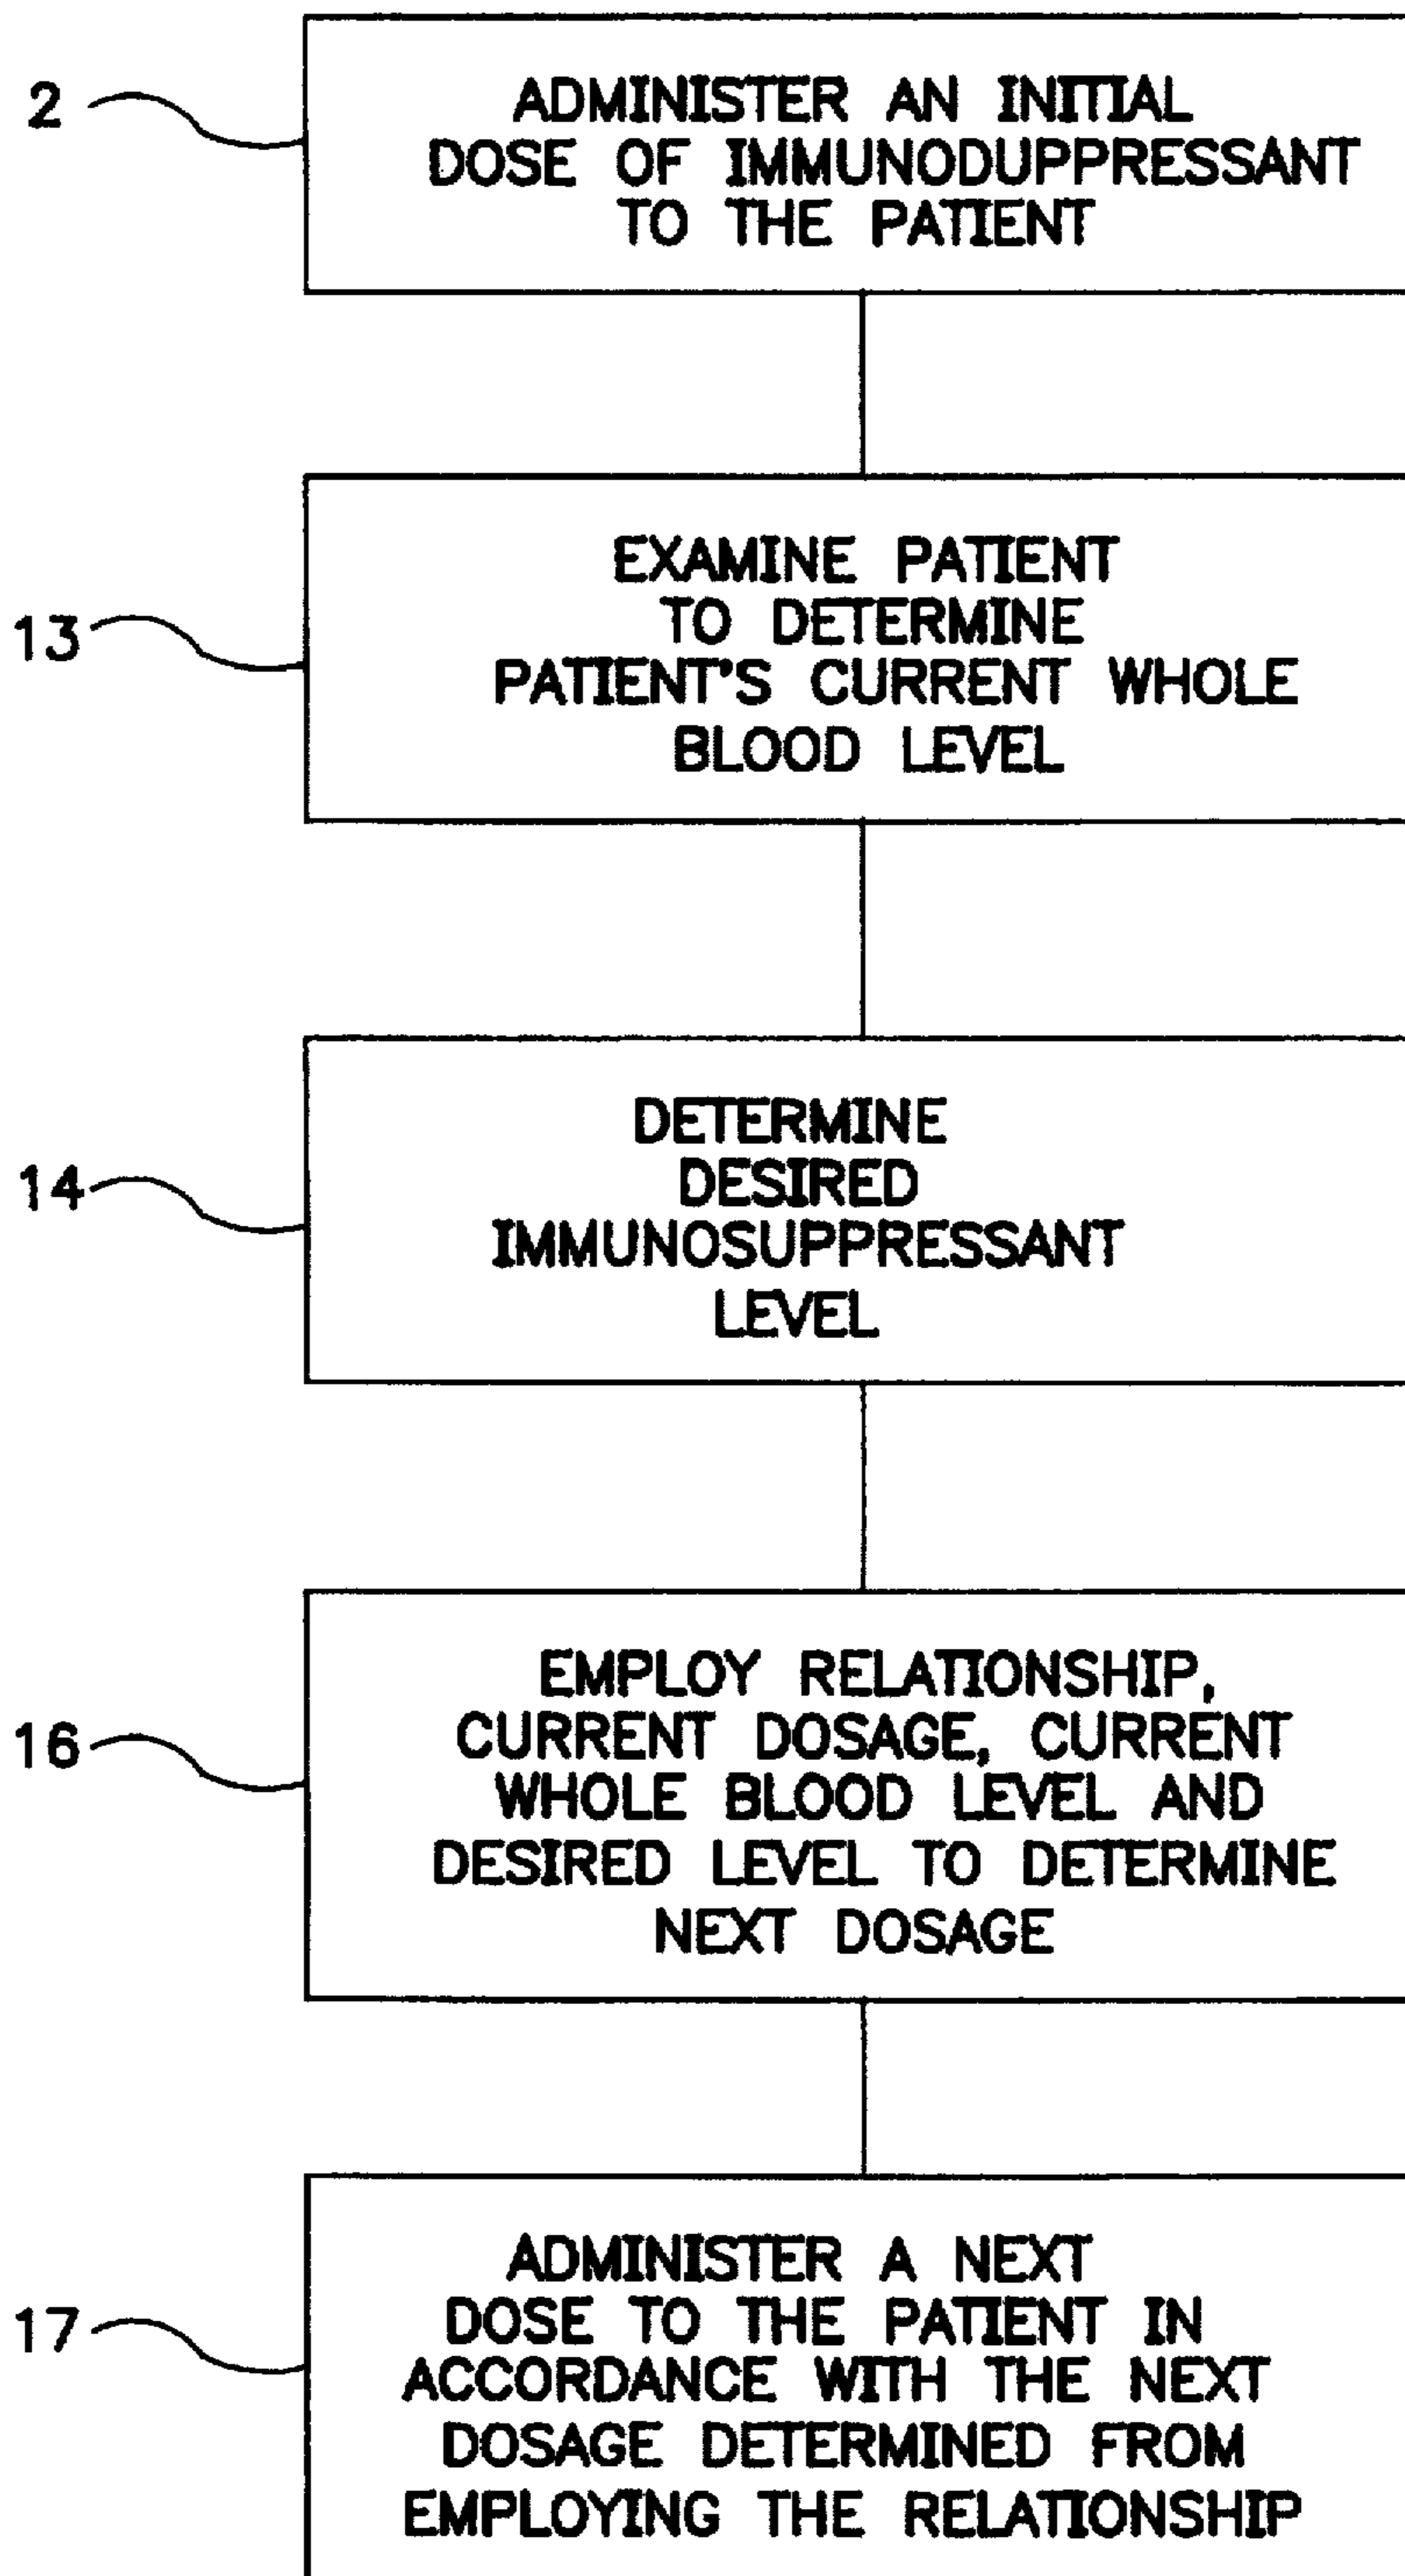 2
ADMINISTER AN INITIAL
DOSE OF IMMUNODUPPRESSANT
TO THE PATIENT
13
EXAMINE PATIENT
TO DETERMINE
PATIENT'S CURRENT WHOLE
BLOOD LEVEL
14
DETERMINE
DESIRED
IMMUNOSUPPRESSANT
LEVEL
16
EMPLOY RELATIONSHIP,
CURRENT DOSAGE, CURRENT
WHOLE BLOOD LEVEL AND
DESIRED LEVEL TO DETERMINE
NEXT DOSAGE
17
ADMINISTER A NEXT
DOSE TO THE PATIENT IN
ACCORDANCE WITH THE NEXT
DOSAGE DETERMINED FROM
EMPLOYING THE RELATIONSHIP